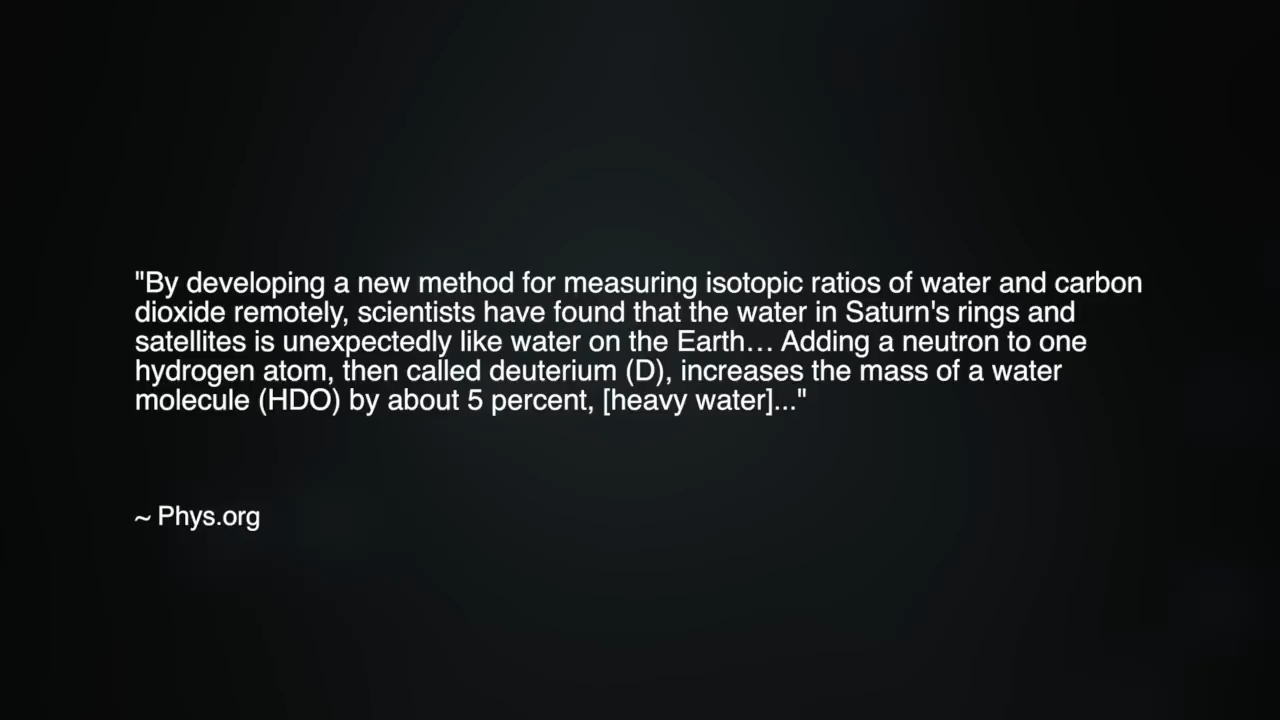 "By developing a new method for measuring isotopic ratios of water and carbon
dioxide remotely, scientists have found that the water in Saturn's rings and
satellites is unexpectedly like water on the Earth… Adding a neutron to one
hydrogen atom, then called deuterium (D), increases the mass of a water
molecule (HDO) by about 5 percent, [heavy water]..."
~ Phys.org